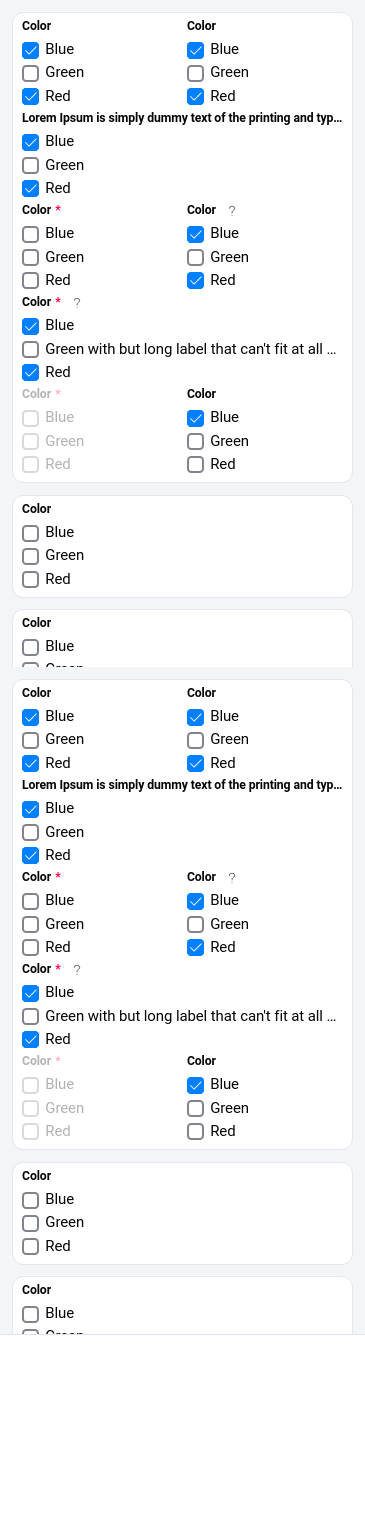 Color Color
Blue Blue
Green Green
Red Red
Lorem Ipsum is simply dummy text of the printing and typ...
Blue
Green
Red
Color * Color ?
Blue Blue
Green Green
Red Red
Color * ?
Blue
Green with but long label that can't fit at all ...
Red
Color * Color
Blue Blue
Green Green
Red Red
Color
Blue
Green
Red
Color
Blue
Green
Color Color
Blue Blue
Green Green
Red Red
Lorem Ipsum is simply dummy text of the printing and typ...
Blue
Green
Red
Color * Color ?
Blue Blue
Green Green
Red Red
Color * ?
Blue
Green with but long label that can't fit at all ...
Red
Color * Color
Blue Blue
Green Green
Red Red
Color
Blue
Green
Red
Color
Blue
Green